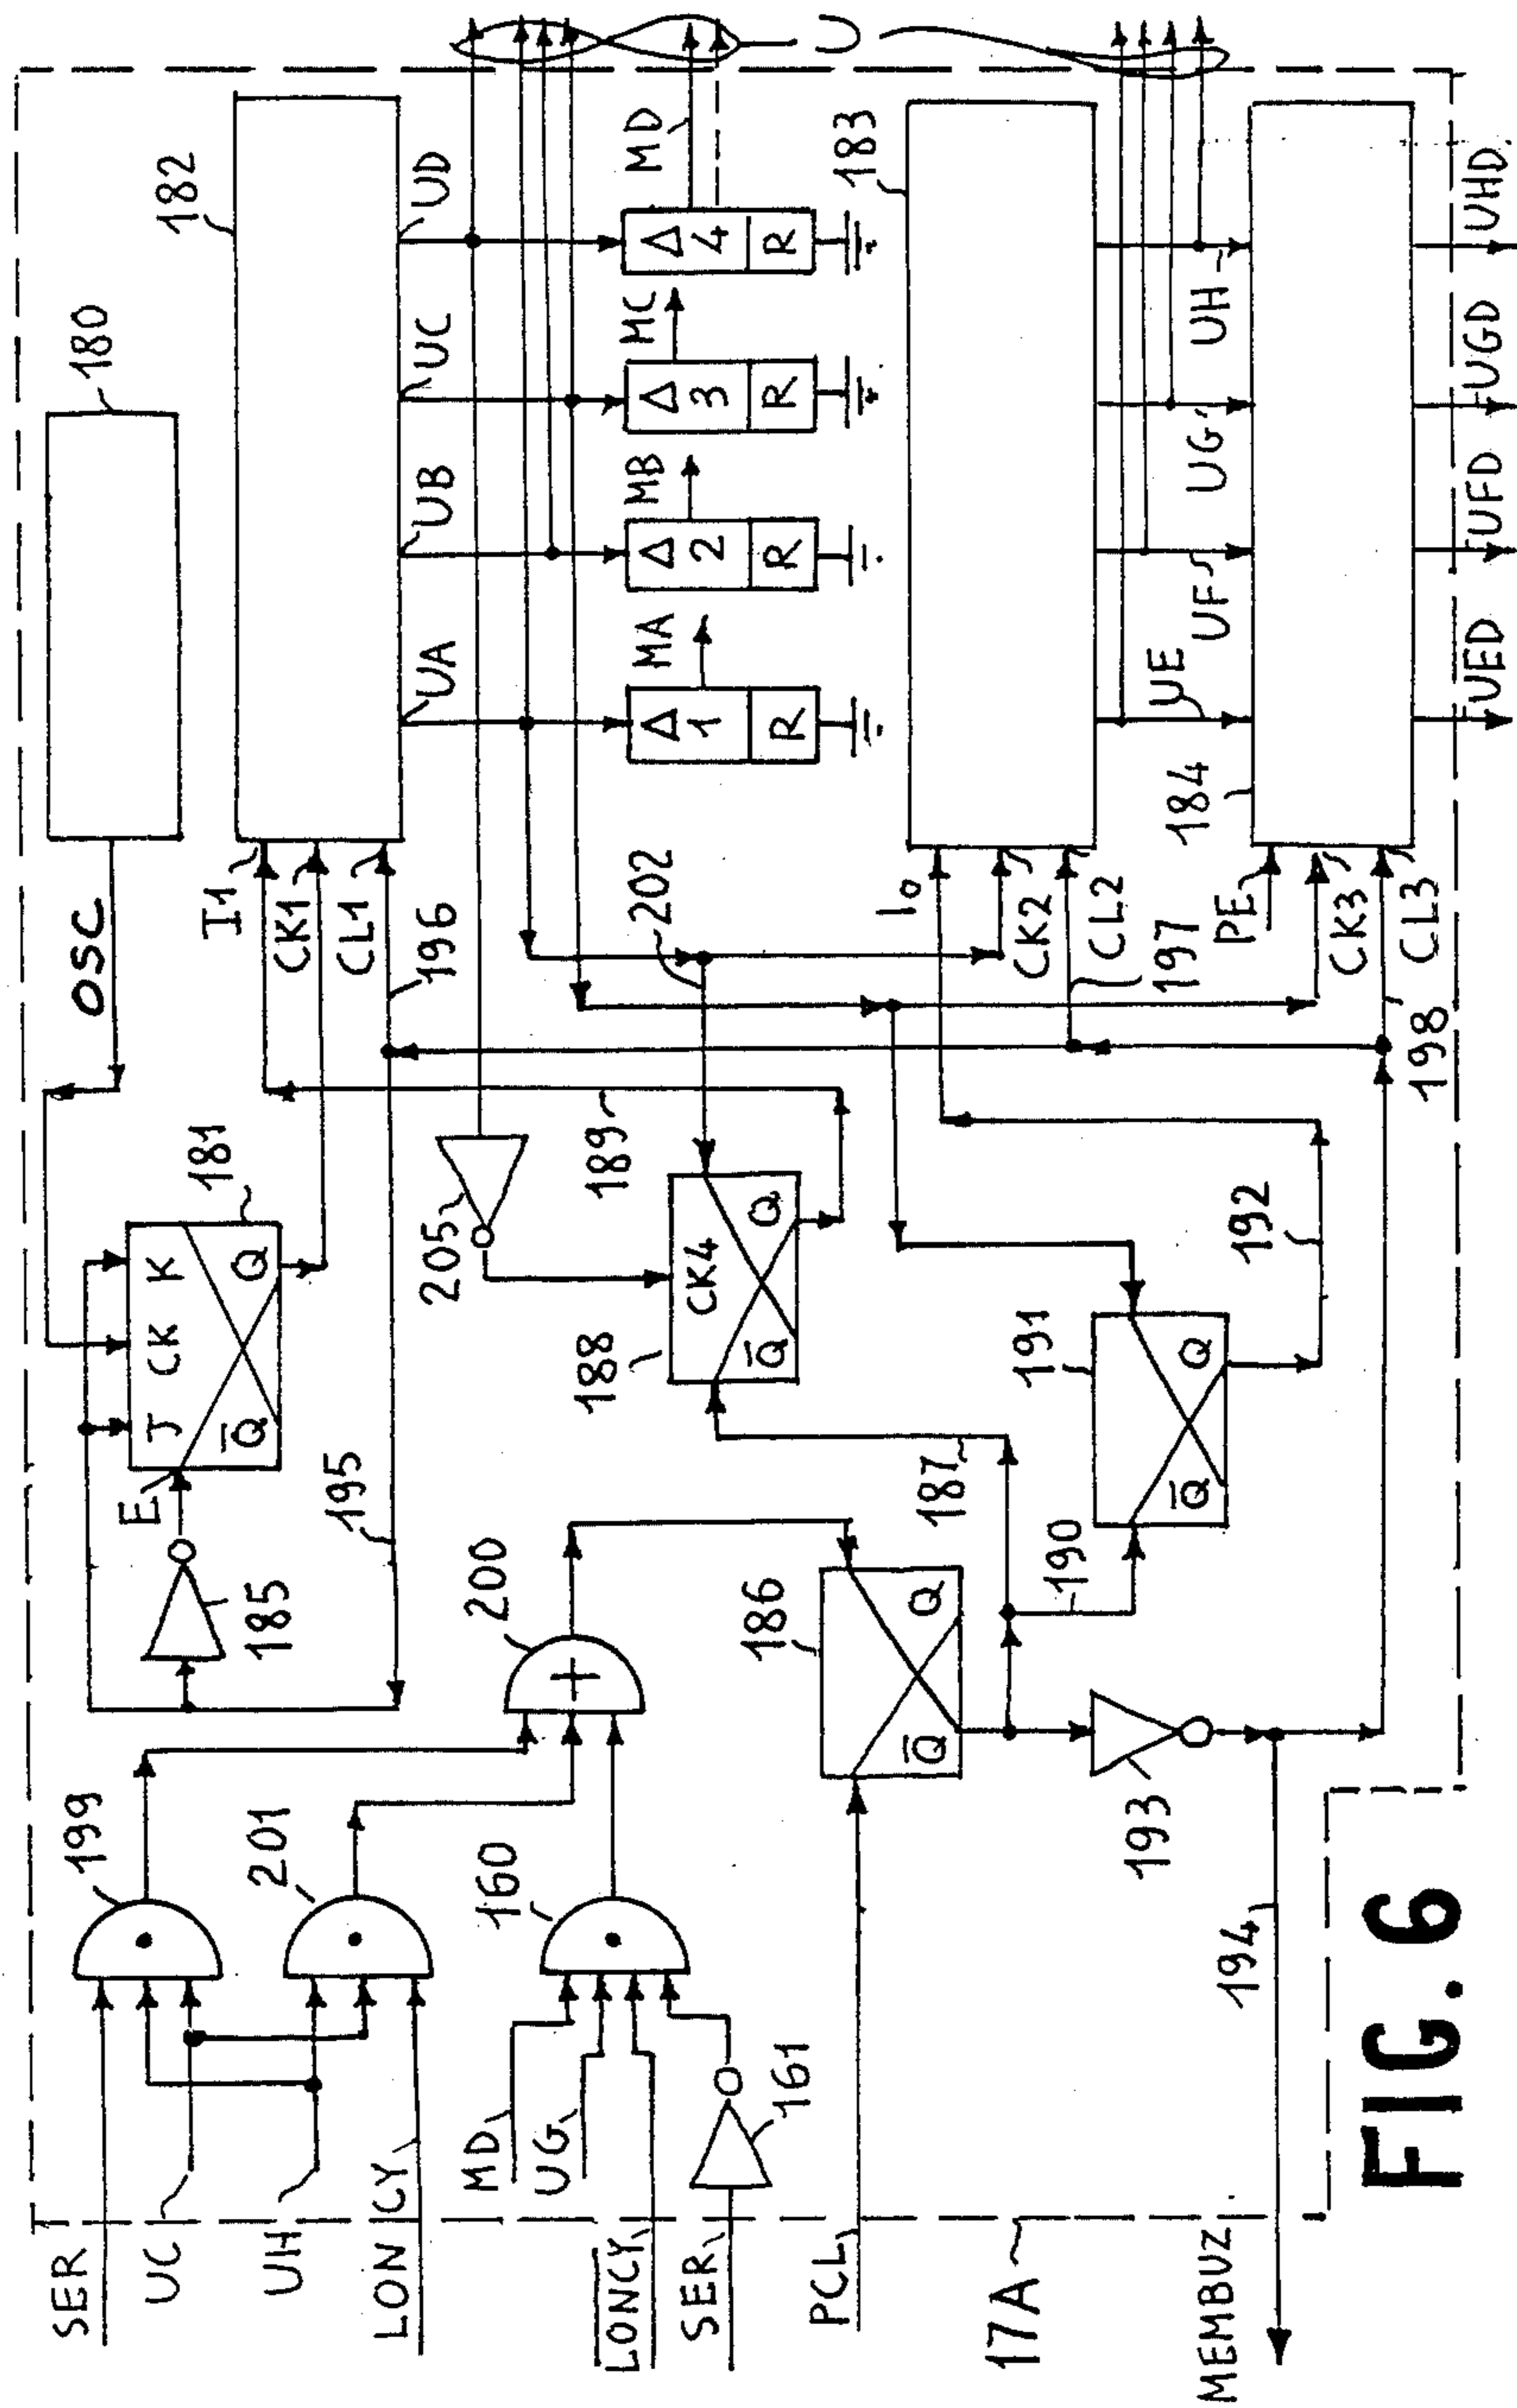 SER
UC
UH
LONCY
MD
UG
L̅O̅N̅C̅Y̅
SER
161
PCL
17A
MEMBUZ
194
199
201
160
200
185
E
J CK K
Q̅ Q
181
OSC
180
195
196
I1
CK1
CL1
182
UA
UB
UC
UD
205
CK4
Q̅ Q
188
189
202
186
Q̅ Q
187
190
193
191
Q̅ Q
192
Δ 1 R
Δ 2 R
Δ 3 R
Δ 4 R
MA
MB
MC
MD
U
I0
CK2
CL2
197
183
UE
UF
UG
UH
184
PE
CK3
CL3
198
UED
UFD
UGD
UHD
FIG. 6